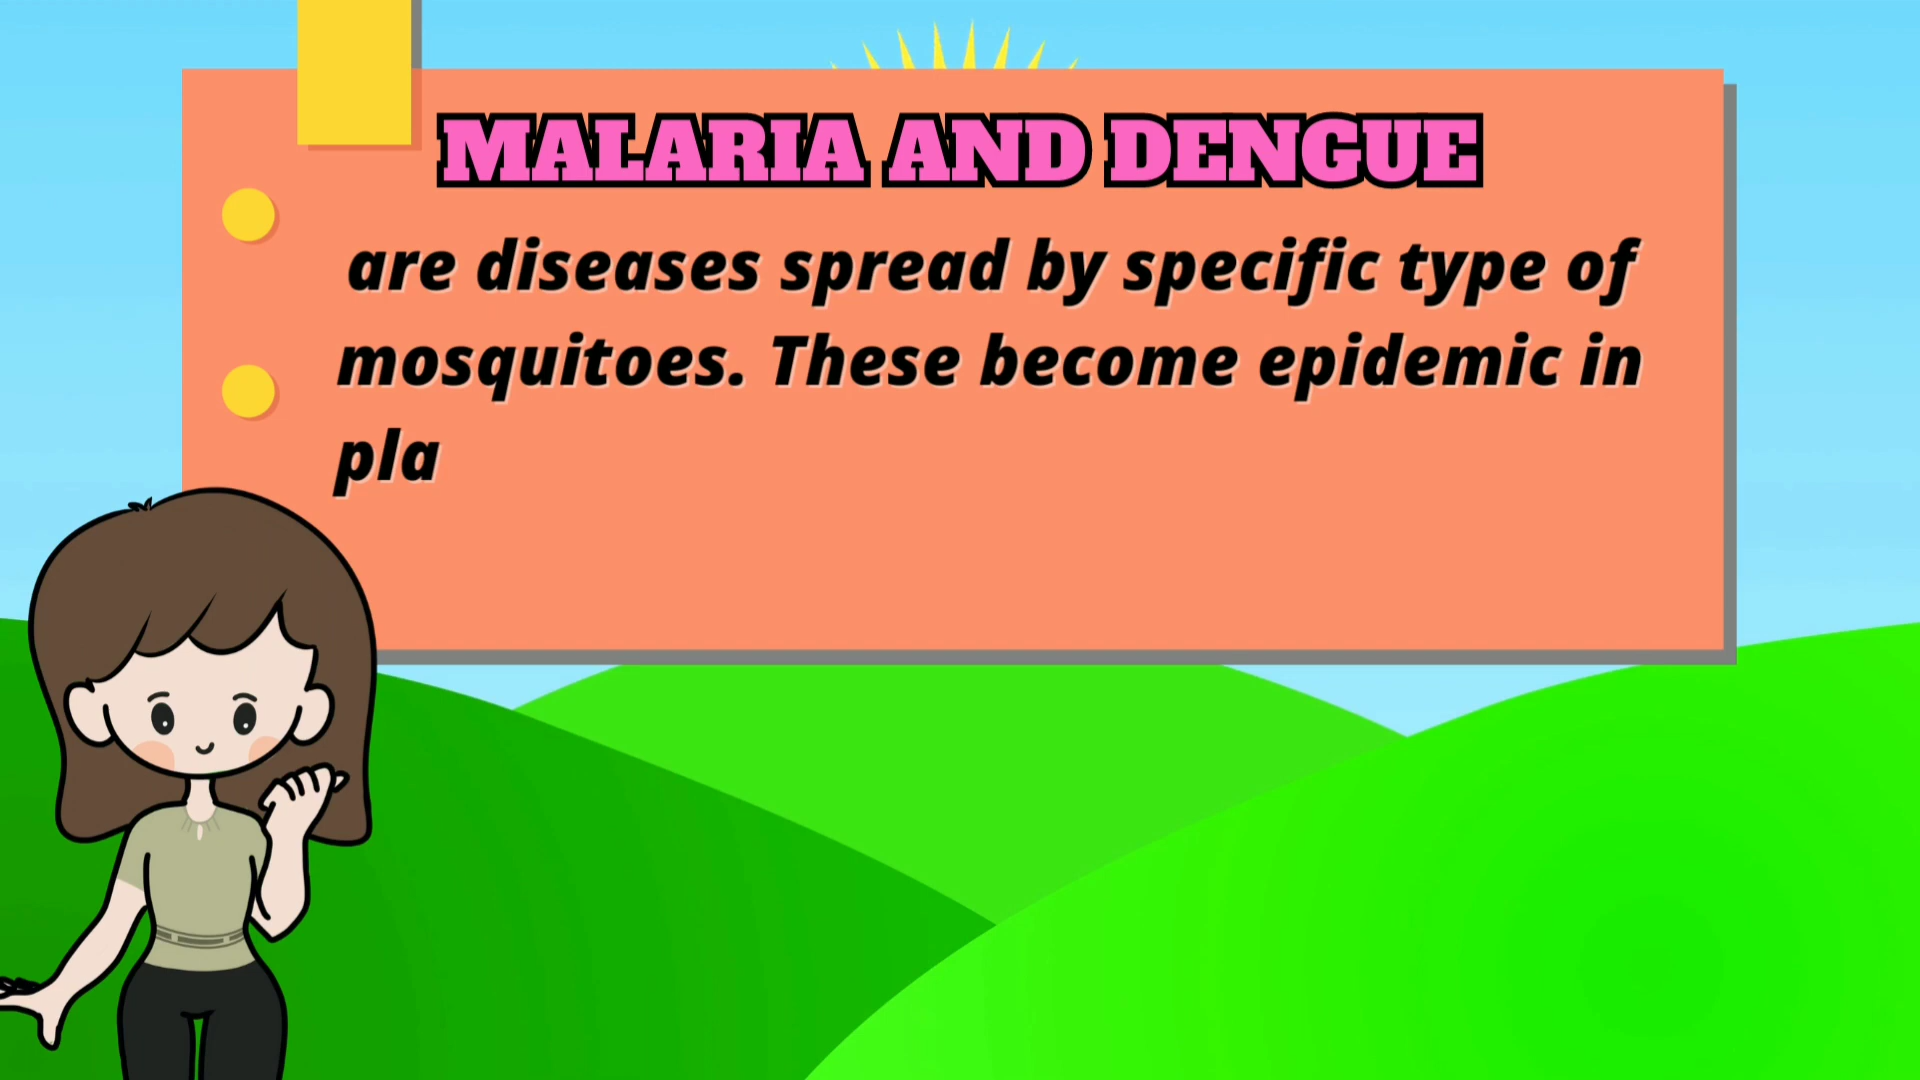 MALARIA AND DENGUE
are diseases spread by specific type of
mosquitoes. These become epidemic in
pla